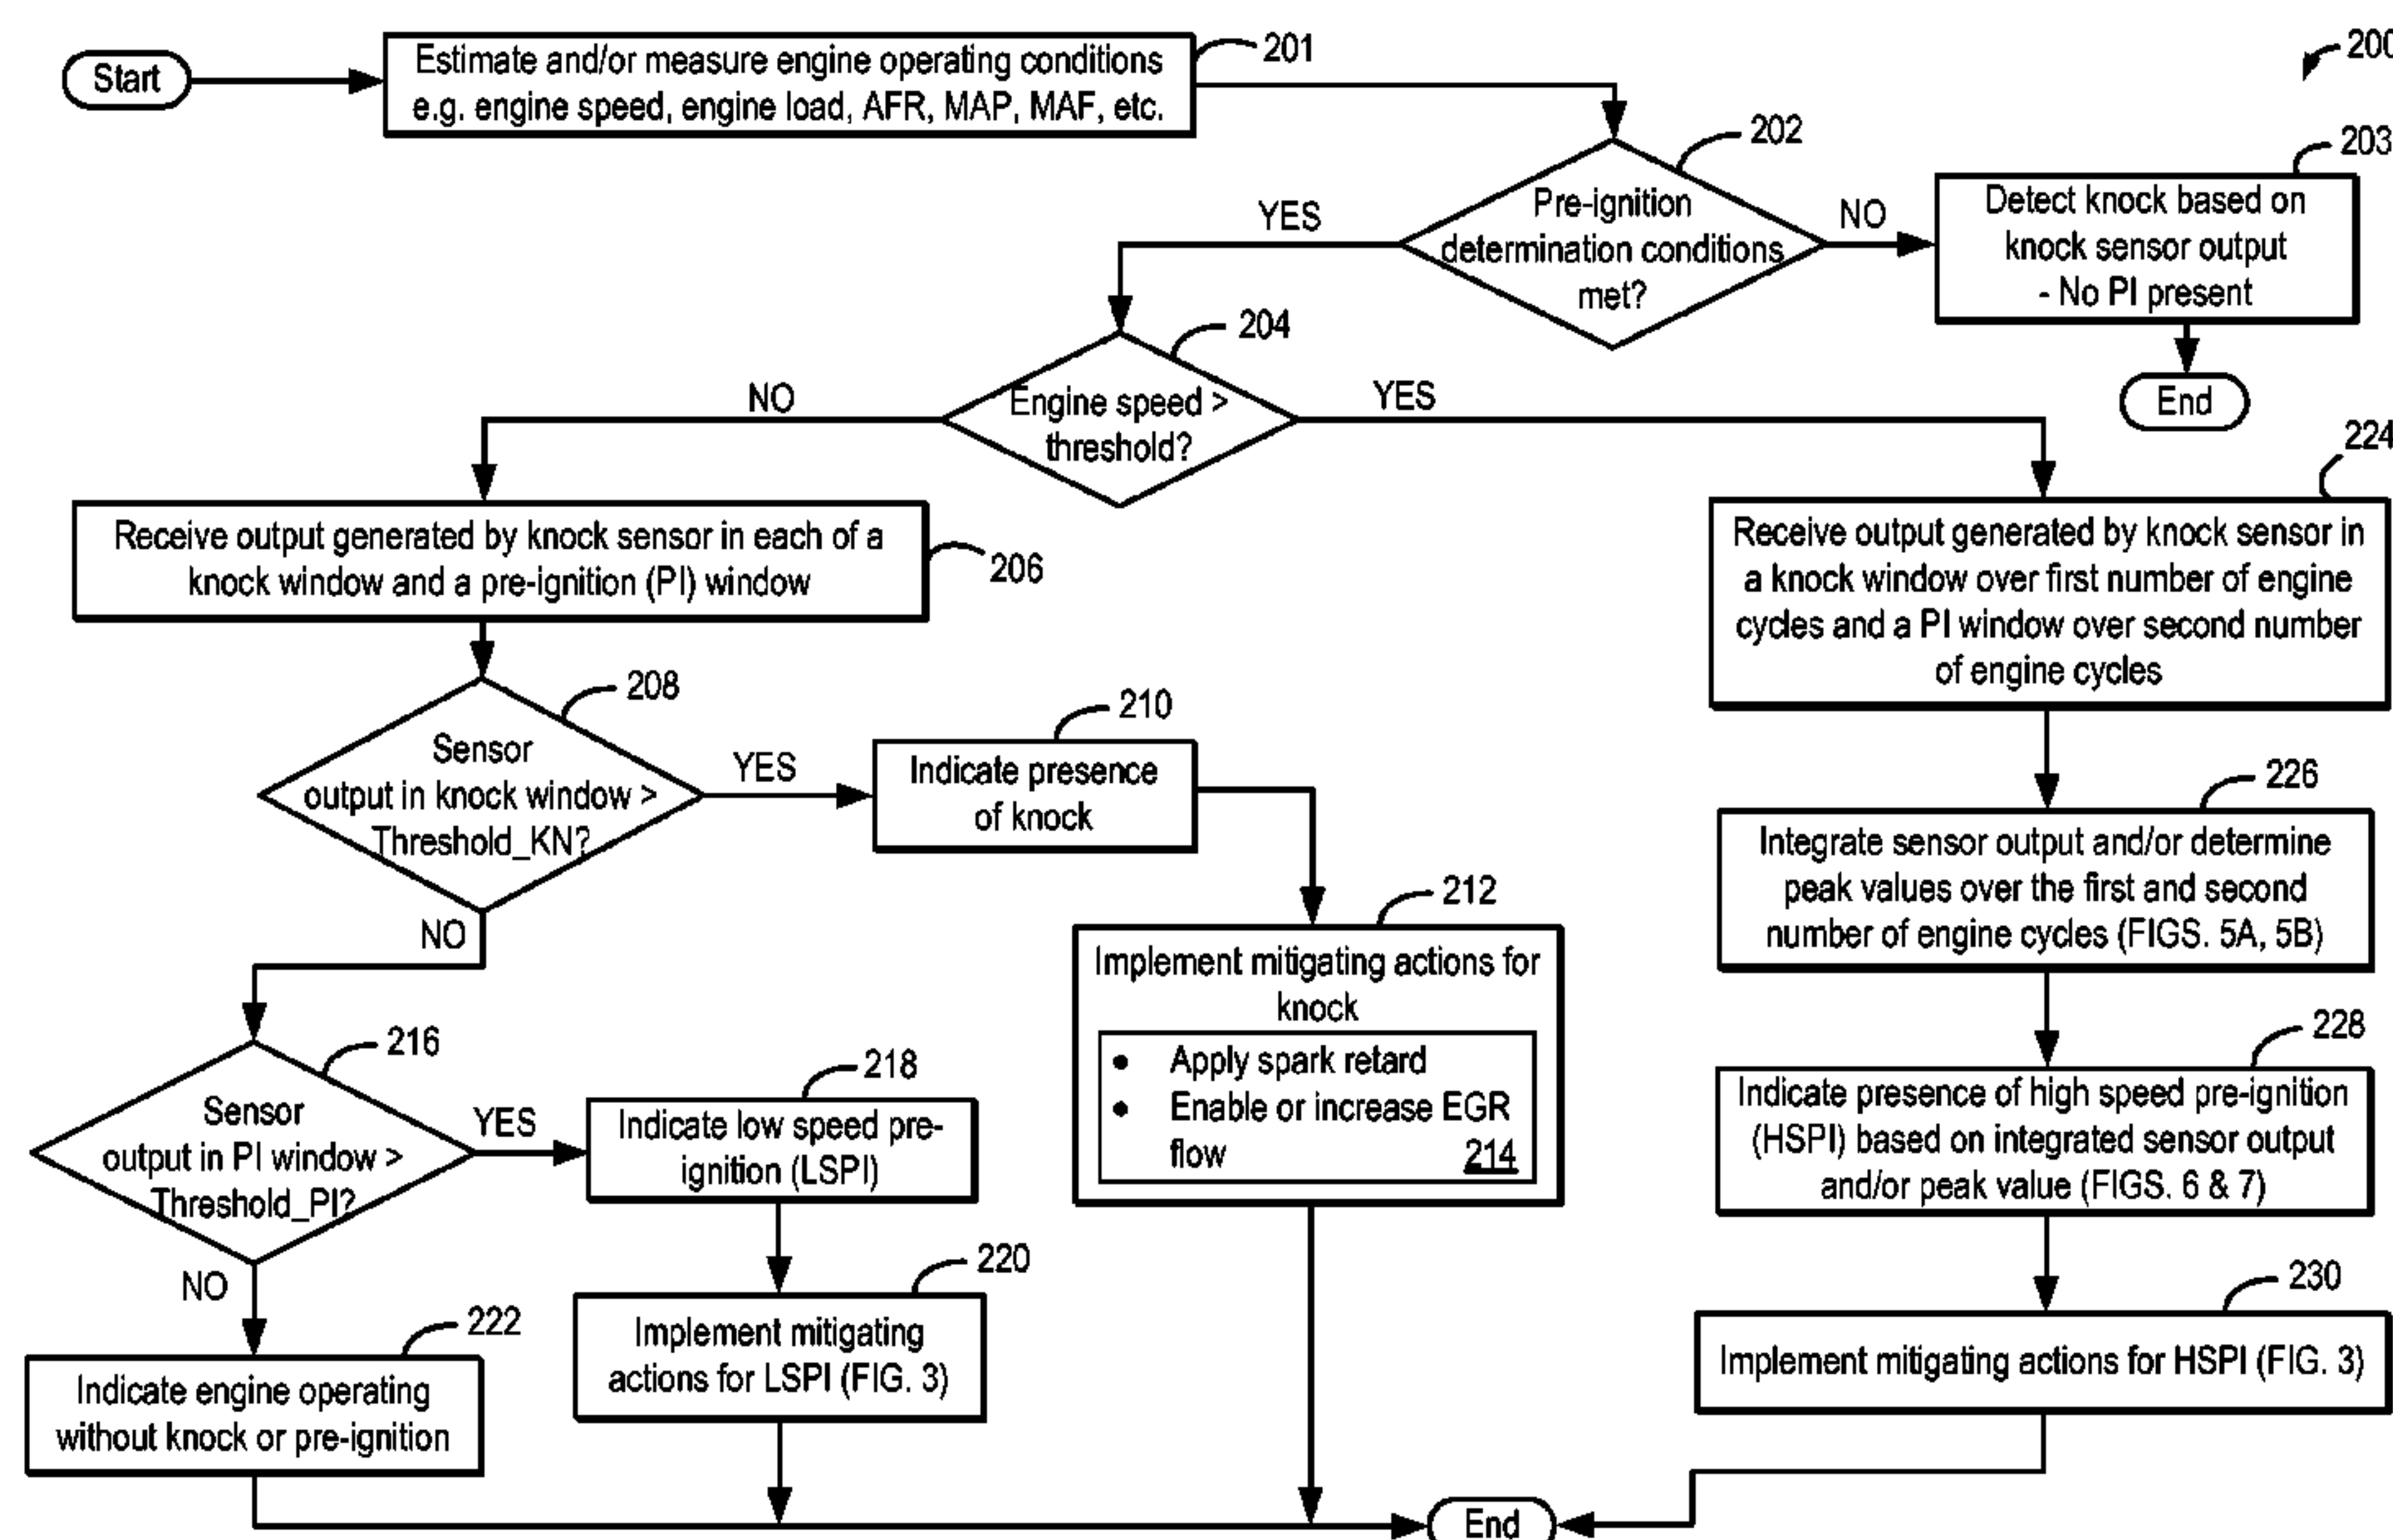 Start
Estimate and/or measure engine operating conditions
e.g. engine speed, engine load, AFR, MAP, MAF, etc.
201
200
202
Pre-ignition
determination conditions
met?
YES
NO
203
Detect knock based on
knock sensor output
- No PI present
End
204
Engine speed >
threshold?
NO
YES
Receive output generated by knock sensor in each of a
knock window and a pre-ignition (PI) window
206
224
Receive output generated by knock sensor in
a knock window over first number of engine
cycles and a PI window over second number
of engine cycles
208
Sensor
output in knock window >
Threshold_KN?
YES
NO
210
Indicate presence
of knock
212
Implement mitigating actions for
knock
• Apply spark retard
• Enable or increase EGR
flow
214
226
Integrate sensor output and/or determine
peak values over the first and second
number of engine cycles (FIGS. 5A, 5B)
216
Sensor
output in PI window >
Threshold_PI?
YES
NO
218
Indicate low speed pre-
ignition (LSPI)
220
Implement mitigating
actions for LSPI (FIG. 3)
222
Indicate engine operating
without knock or pre-ignition
228
Indicate presence of high speed pre-ignition
(HSPI) based on integrated sensor output
and/or peak value (FIGS. 6 & 7)
230
Implement mitigating actions for HSPI (FIG. 3)
End